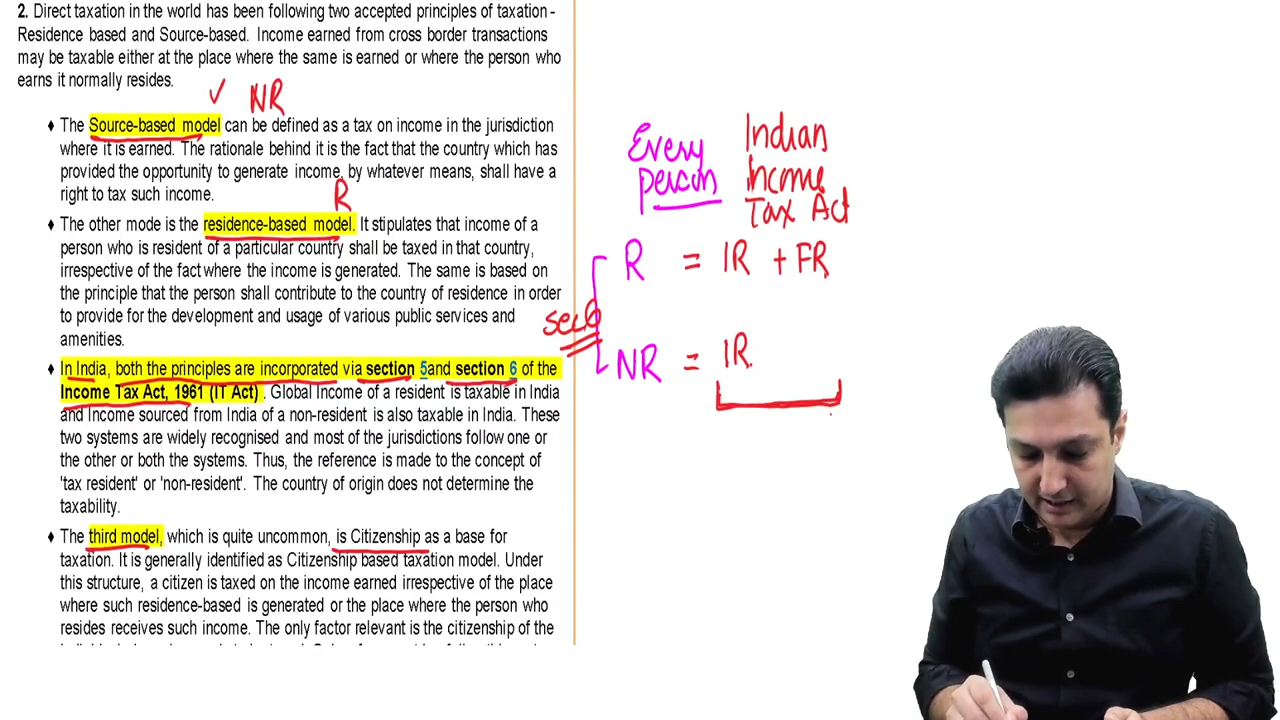 2. Direct taxation in the world has been following two accepted principles of taxation -
Residence based and Source-based. Income earned from cross border transactions
may be taxable either at the place where the same is earned or where the person who
earns it normally resides.
✓ NR
♦ The Source-based model can be defined as a tax on income in the jurisdiction
where it is earned. The rationale behind it is the fact that the country which has
provided the opportunity to generate income, by whatever means, shall have a
right to tax such income.
R
♦ The other mode is the residence-based model. It stipulates that income of a
person who is resident of a particular country shall be taxed in that country,
irrespective of the fact where the income is generated. The same is based on
the principle that the person shall contribute to the country of residence in order
to provide for the development and usage of various public services and
amenities.
♦ In India, both the principles are incorporated via section 5and section 6 of the
Income Tax Act, 1961 (IT Act) . Global Income of a resident is taxable in India
and Income sourced from India of a non-resident is also taxable in India. These
two systems are widely recognised and most of the jurisdictions follow one or
the other or both the systems. Thus, the reference is made to the concept of
'tax resident' or 'non-resident'. The country of origin does not determine the
taxability.
♦ The third model, which is quite uncommon, is Citizenship as a base for
taxation. It is generally identified as Citizenship based taxation model. Under
this structure, a citizen is taxed on the income earned irrespective of the place
where such residence-based is generated or the place where the person who
resides receives such income. The only factor relevant is the citizenship of the
Every
person
Indian
Income
Tax Act
R = IR + FR
sec 6
NR = IR